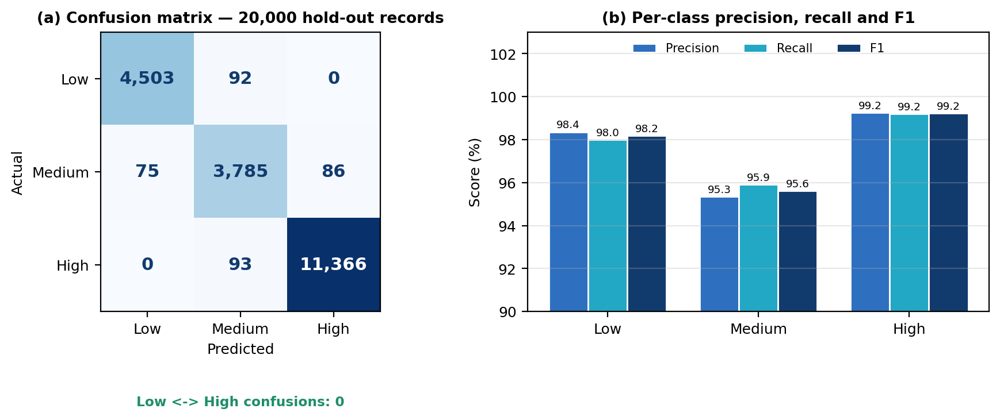 (a) Confusion matrix — 20,000 hold-out records
Actual
Low 4,503 92 0
Medium 75 3,785 86
High 0 93 11,366
Low Medium High
Predicted
Low <-> High confusions: 0
(b) Per-class precision, recall and F1
Precision Recall F1
Score (%)
102
100
98
96
94
92
90
98.4 98.0 98.2
95.3 95.9 95.6
99.2 99.2 99.2
Low Medium High